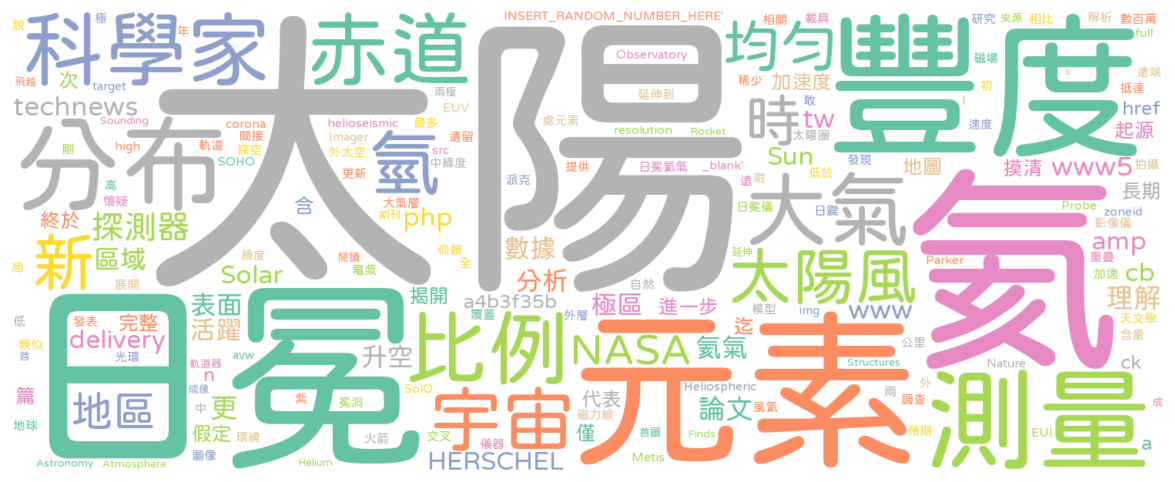 太陽
豐度
日冕
氦
元素
測量
科學家
赤道
分布
均勻
比例
大氣
太陽風
宇宙
氫
時
新
地區
NASA
探測器
區域
technews
終於
php
Solar
數據
分析
表面
活躍
delivery
完整
升空
更
假定
HERSCHEL
揭開
a4b3f35b
極區
進一步
氦氣
代表
論文
僅
迄
www
www5
tw
Sun
加速度
地圖
摸清
href
起源
長期
amp
cb
理解
ck
a
n
篇
次
INSERT_RANDOM_NUMBER_HERE'
Observatory
延伸到
處元素
resolution
Rocket
提供
日冕氦氣
_blank'
派克
遠
限
相關
載具
稀少
研究
來源
相比
解析
數百萬
full
極
說
年
飛越
target
Sounding
剛
高
懷疑
局
展開
corona
間接
high
軌道
探空
SOHO
兩極
EUV
helioseismic
最多
Imager
外太空
遺留
src
中緯度
更新
大氣層
期刊
仰賴
全
含
緯度
閱讀
電漿
覆蓋
外層
自然
延伸
模型
img
敢
太陽圈
發現
低於
日冕儀
日震
磁場
初
速度
l
s
遠端
抵達
拍攝
Probe
zoneid
影像儀
Parker
重疊
加速
天文學
含量
公里
Nature
Structures
兩
外
調查
預期
EUI
成
風氦
Heliospheric
磁力線
儀器
首圖
Finds
Metis
交叉
冕洞
SolO
avw
軌道器
成像
紫
中
環繞
圖像
火箭
Helium
Atmosphere
Astronomy
地球
類似
首
低
發表
光環